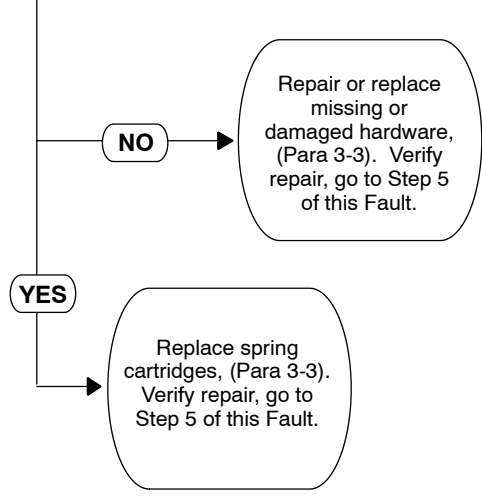 NO
Repair or replace
missing or
damaged hardware,
(Para 3-3). Verify
repair, go to Step 5
of this Fault.
YES
Replace spring
cartridges, (Para 3-3).
Verify repair, go to
Step 5 of this Fault.